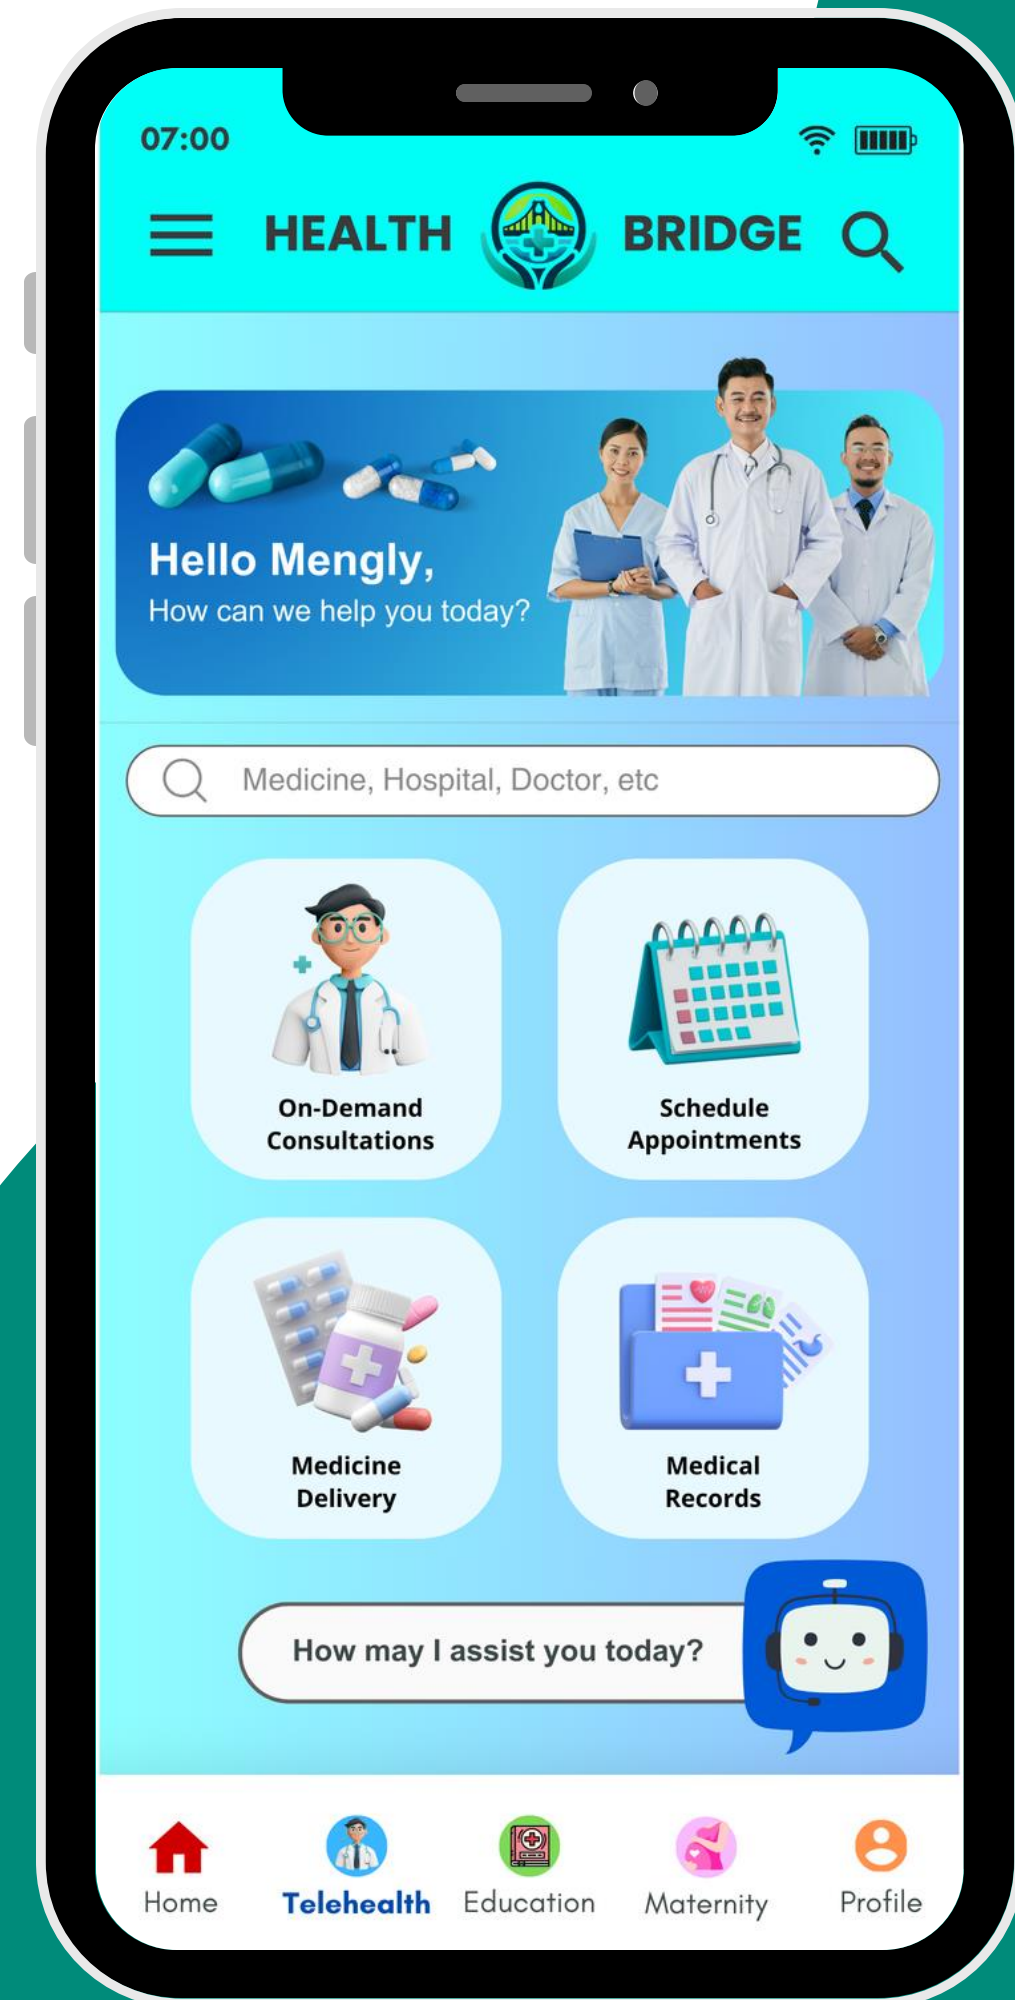 07:00
HEALTH BRIDGE
Hello Mengly,
How can we help you today?
Medicine, Hospital, Doctor, etc
On-Demand
Consultations
Schedule
Appointments
Medicine
Delivery
Medical
Records
How may I assist you today?
Home
Telehealth
Education
Maternity
Profile